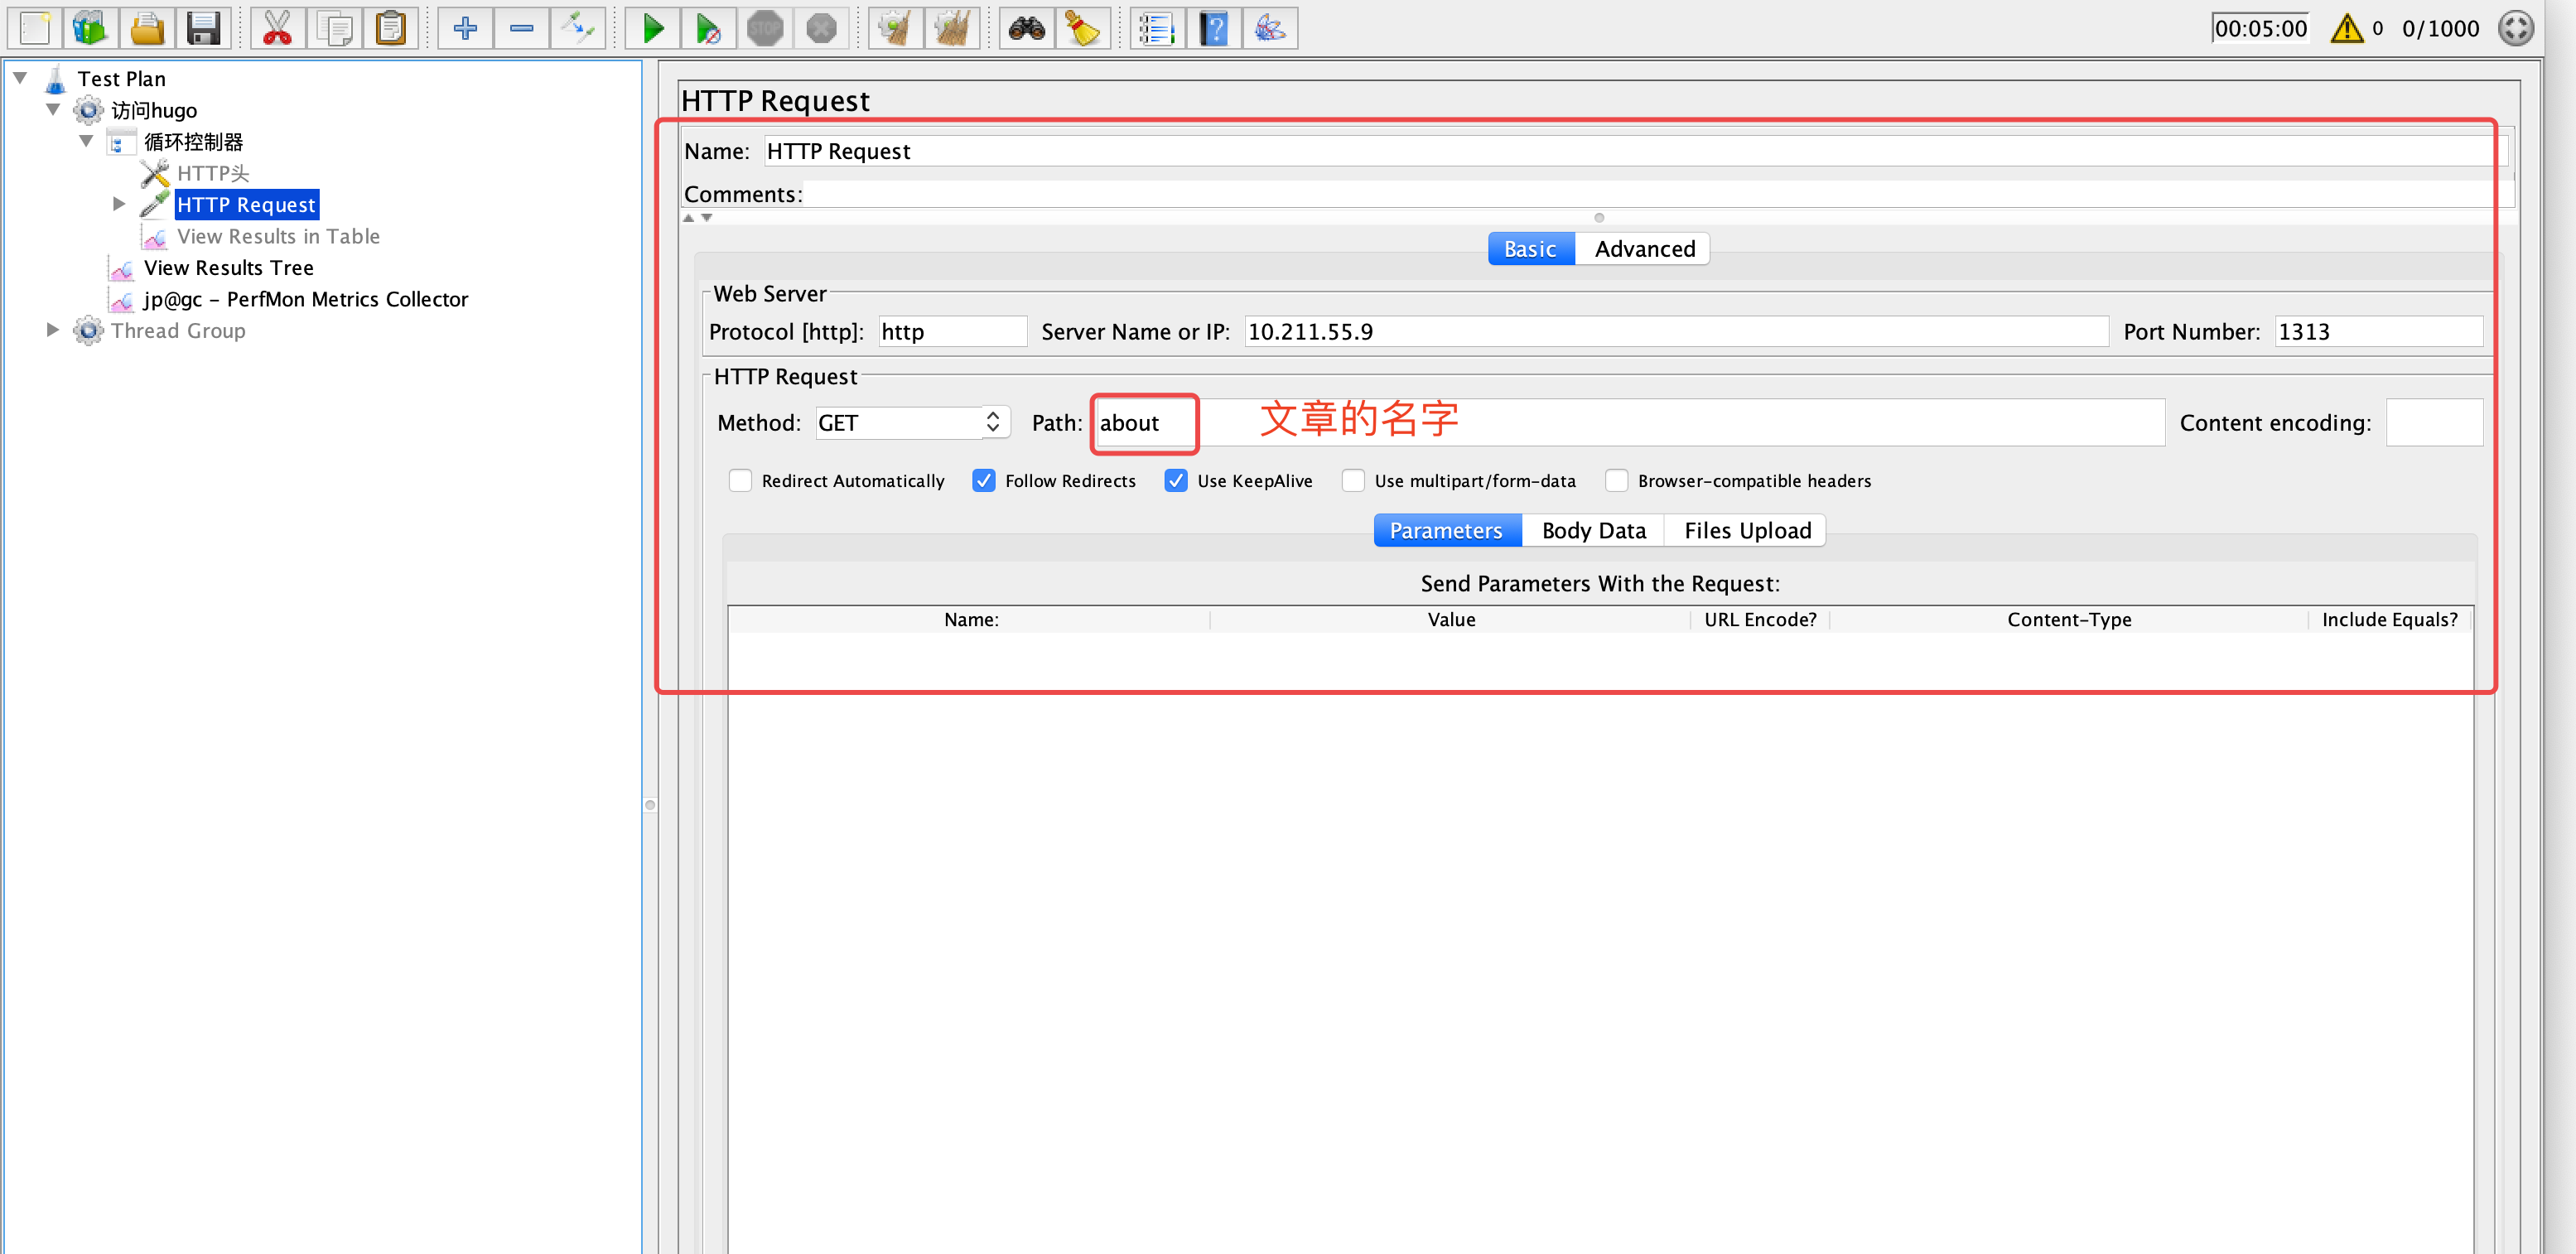 STOP
00:05:00
0
0/1000
Test Plan
访问hugo
循环控制器
HTTP头
HTTP Request
View Results in Table
View Results Tree
jp@gc - PerfMon Metrics Collector
Thread Group
HTTP Request
Name: HTTP Request
Comments:
Basic Advanced
Web Server
Protocol [http]: http Server Name or IP: 10.211.55.9 Port Number: 1313
HTTP Request
Method: GET Path: about 文章的名字 Content encoding:
Redirect Automatically Follow Redirects Use KeepAlive Use multipart/form-data Browser-compatible headers
Parameters Body Data Files Upload
Send Parameters With the Request:
Name: Value URL Encode? Content-Type Include Equals?